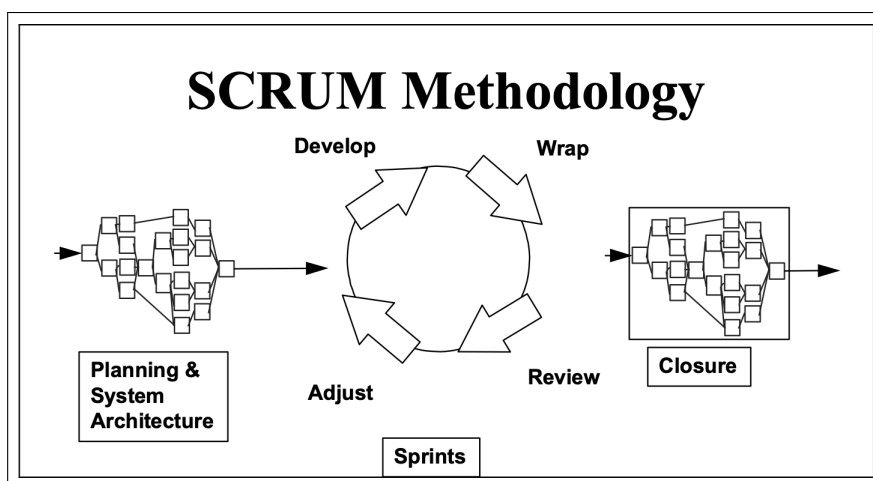 SCRUM Methodology
Develop
Wrap
Planning &
System
Architecture
Adjust
Review
Closure
Sprints